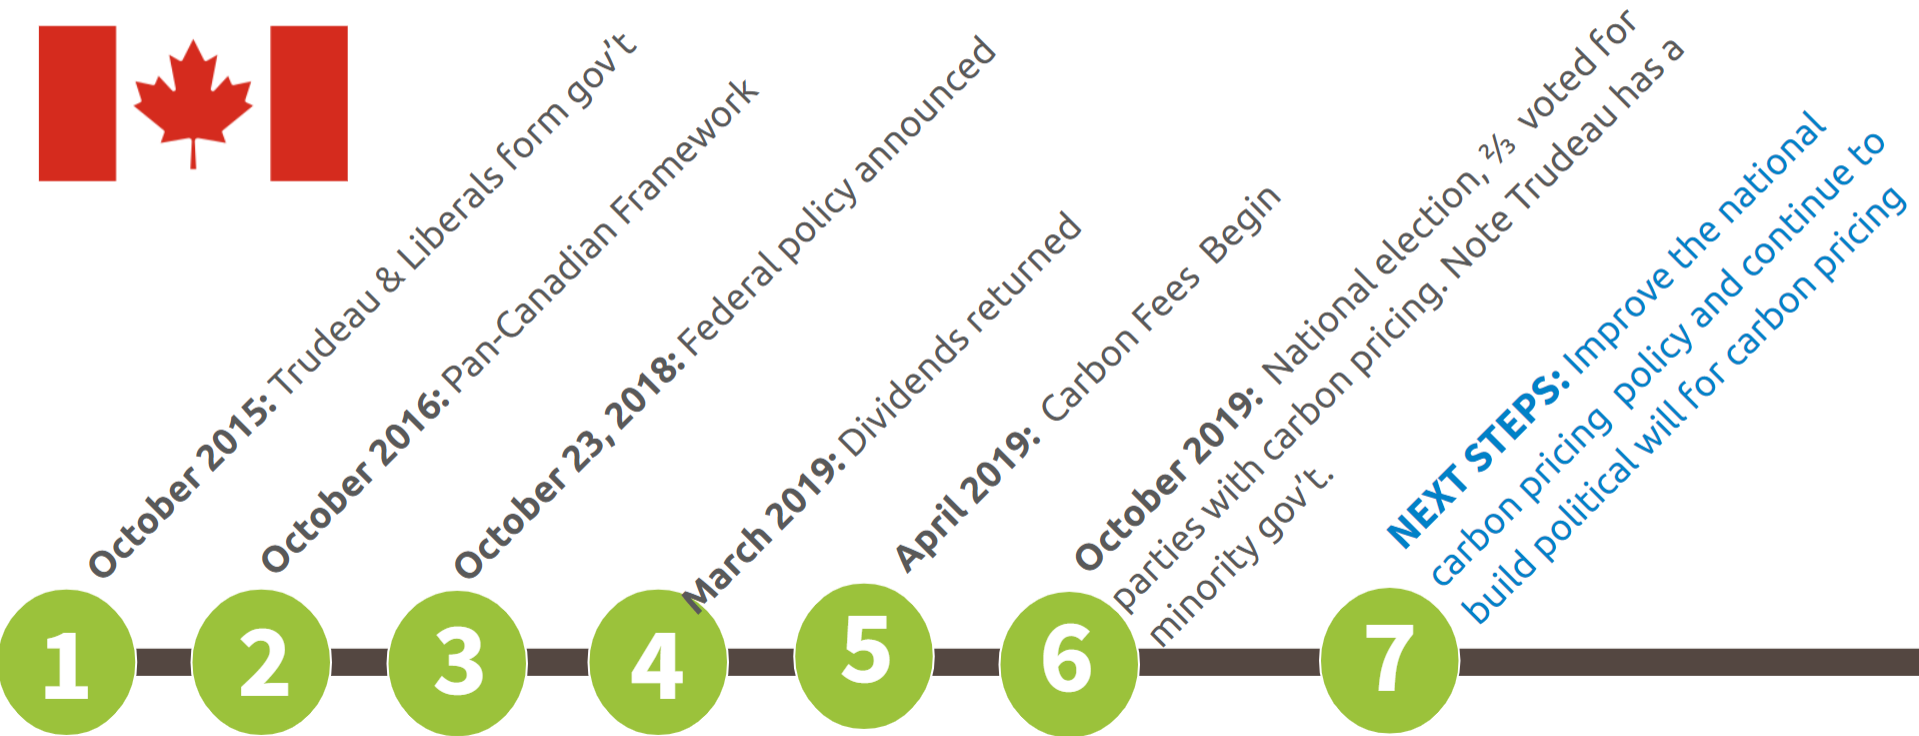 October 2015: Trudeau & Liberals form gov't
October 2016: Pan-Canadian Framework
October 23, 2018: Federal policy announced
March 2019: Dividends returned
April 2019: Carbon Fees Begin
October 2019: National election, ⅔ voted for
parties with carbon pricing. Note Trudeau has a
minority gov't.
NEXT STEPS: Improve the national
carbon pricing policy and continue to
build political will for carbon pricing
1
2
3
4
5
6
7